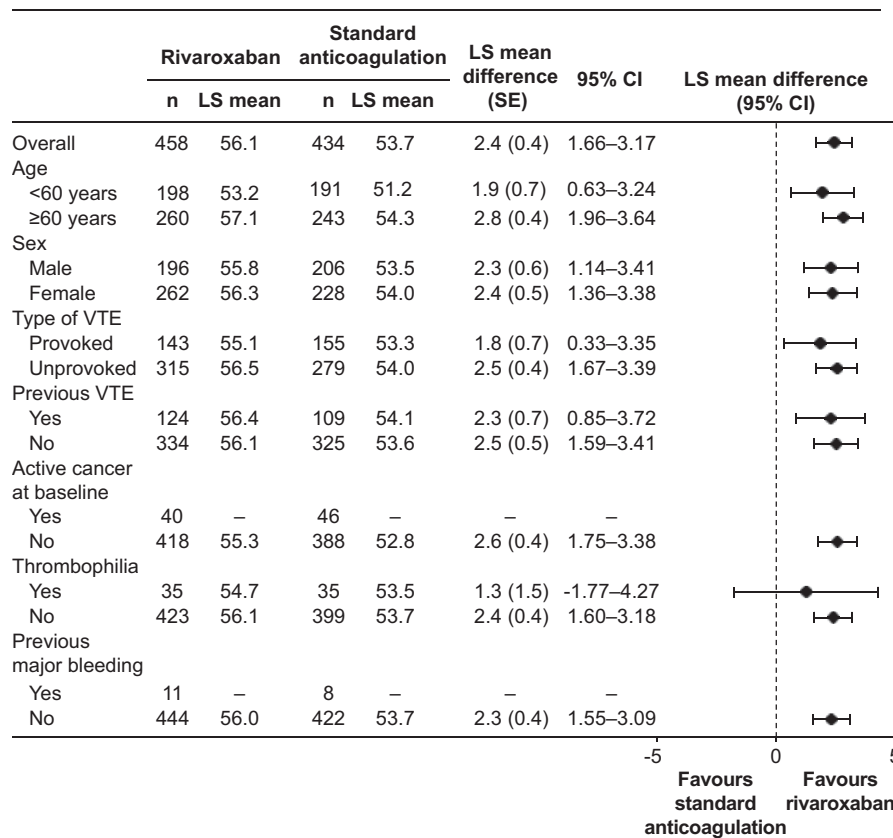 Rivaroxaban Standard anticoagulation LS mean difference (SE) 95% CI LS mean difference (95% CI)
n LS mean n LS mean
Overall 458 56.1 434 53.7 2.4 (0.4) 1.66–3.17
Age
<60 years 198 53.2 191 51.2 1.9 (0.7) 0.63–3.24
≥60 years 260 57.1 243 54.3 2.8 (0.4) 1.96–3.64
Sex
Male 196 55.8 206 53.5 2.3 (0.6) 1.14–3.41
Female 262 56.3 228 54.0 2.4 (0.5) 1.36–3.38
Type of VTE
Provoked 143 55.1 155 53.3 1.8 (0.7) 0.33–3.35
Unprovoked 315 56.5 279 54.0 2.5 (0.4) 1.67–3.39
Previous VTE
Yes 124 56.4 109 54.1 2.3 (0.7) 0.85–3.72
No 334 56.1 325 53.6 2.5 (0.5) 1.59–3.41
Active cancer
at baseline
Yes 40 – 46 – – –
No 418 55.3 388 52.8 2.6 (0.4) 1.75–3.38
Thrombophilia
Yes 35 54.7 35 53.5 1.3 (1.5) -1.77–4.27
No 423 56.1 399 53.7 2.4 (0.4) 1.60–3.18
Previous
major bleeding
Yes 11 – 8 – – –
No 444 56.0 422 53.7 2.3 (0.4) 1.55–3.09
-5 0 5
Favours Favours
standard rivaroxaban
anticoagulation